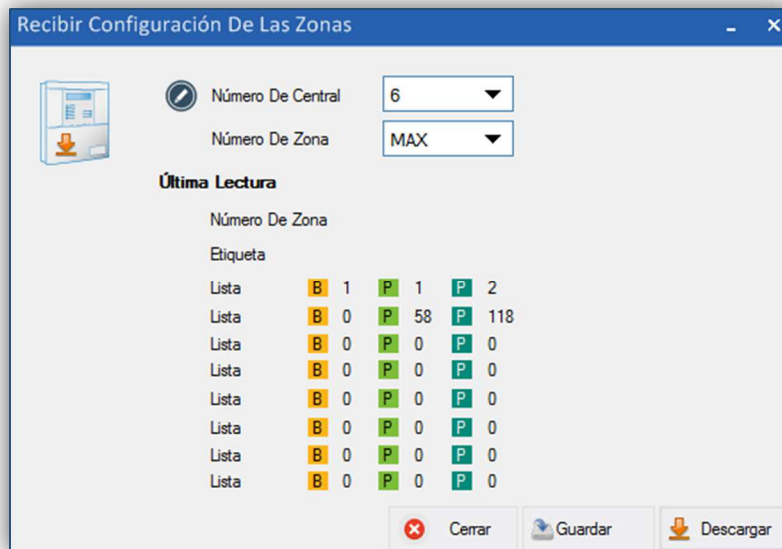 Recibir Configuración De Las Zonas
Número De Central 6
Número De Zona MAX
Última Lectura
Número De Zona
Etiqueta
Lista B 1 P 1 P 2
Lista B 0 P 58 P 118
Lista B 0 P 0 P 0
Lista B 0 P 0 P 0
Lista B 0 P 0 P 0
Lista B 0 P 0 P 0
Lista B 0 P 0 P 0
Lista B 0 P 0 P 0
Cerrar Guardar Descargar